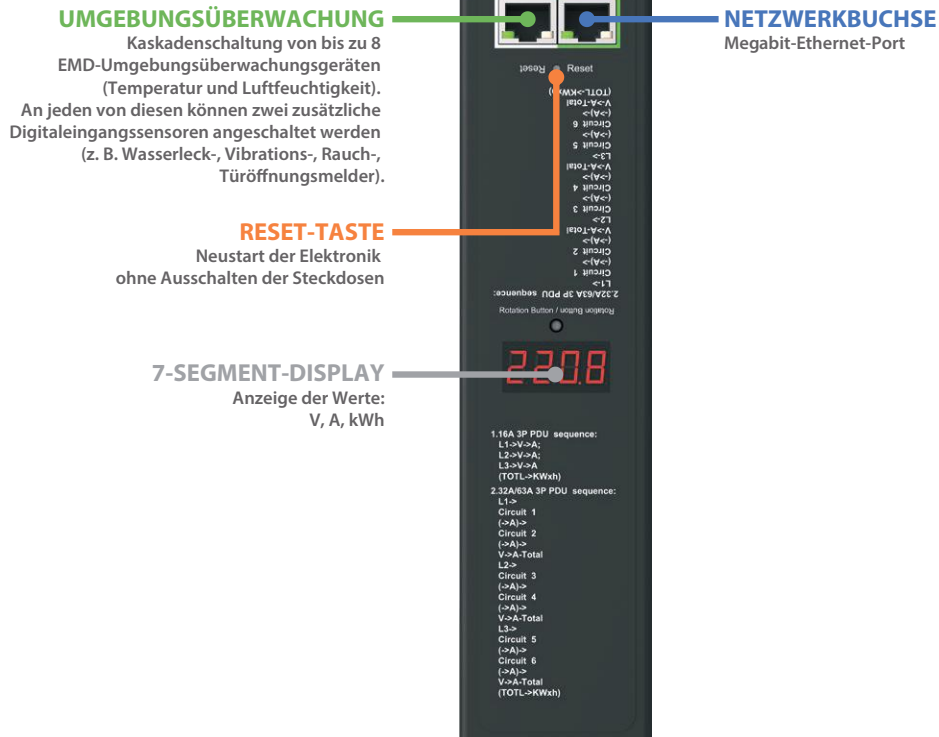 UMGEBUNGSÜBERWACHUNG
Kaskadenschaltung von bis zu 8
EMD-Umgebungsüberwachungsgeräten
(Temperatur und Luftfeuchtigkeit).
An jeden von diesen können zwei zusätzliche
Digitaleingangssensoren angeschaltet werden
(z. B. Wasserleck-, Vibrations-, Rauch-,
Türöffnungsmelder).
NETZWERKBUCHSE
Megabit-Ethernet-Port
RESET-TASTE
Neustart der Elektronik
ohne Ausschalten der Steckdosen
7-SEGMENT-DISPLAY
Anzeige der Werte:
V, A, kWh
Reset Reset
(TOTL->KWxh)
V->A-Total
(->A)->
Circuit 6
(->A)->
Circuit 5
L3->
V->A-Total
(->A)->
Circuit 4
(->A)->
Circuit 3
L2->
V->A-Total
(->A)->
Circuit 2
(->A)->
Circuit 1
L1->
2.32A/63A 3P PDU sequence:
Rotation Button / Rotation Button
220.8
1.16A 3P PDU sequence:
L1->V->A;
L2->V->A;
L3->V->A
(TOTL->KWxh)
2.32A/63A 3P PDU sequence:
L1->
Circuit 1
(->A)->
Circuit 2
(->A)->
V->A-Total
L2->
Circuit 3
(->A)->
Circuit 4
(->A)->
V->A-Total
L3->
Circuit 5
(->A)->
Circuit 6
(->A)->
V->A-Total
(TOTL->KWxh)